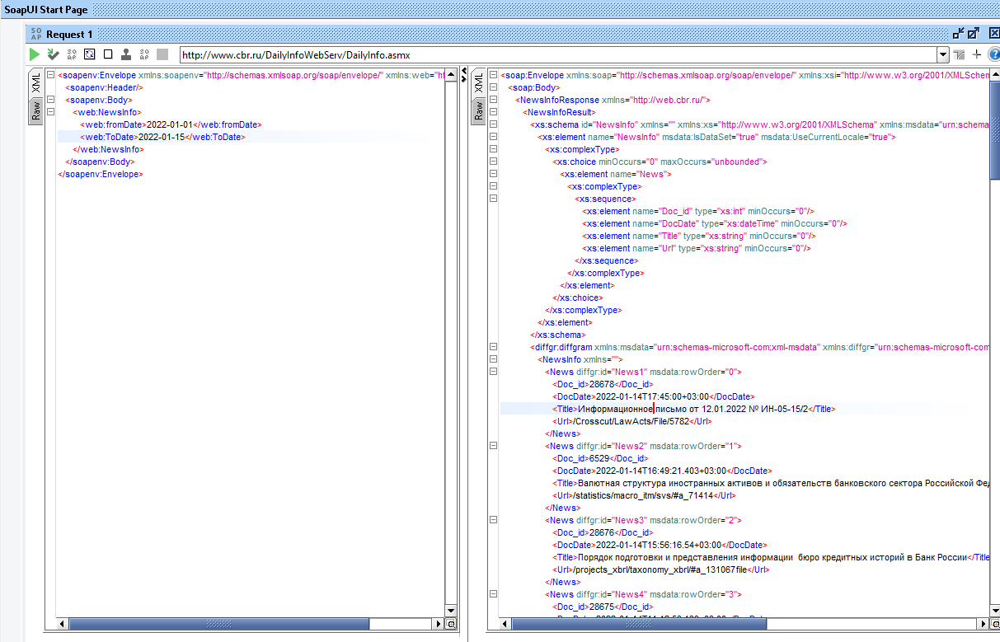 SoapUI Start Page
SO AP Request 1
http://www.cbr.ru/DailyInfoWebServ/DailyInfo.asmx
XML
Raw
<soapenv:Envelope xmlns:soapenv="http://schemas.xmlsoap.org/soap/envelope/" xmlns:web="ht
<soapenv:Header/>
<soapenv:Body>
<web:NewsInfo>
<web:fromDate>2022-01-01</web:fromDate>
<web:ToDate>2022-01-15</web:ToDate>
</web:NewsInfo>
</soapenv:Body>
</soapenv:Envelope>
XML
Raw
<soap:Envelope xmlns:soap="http://schemas.xmlsoap.org/soap/envelope/" xmlns:xsi="http://www.w3.org/2001/XMLSchem
<soap:Body>
<NewsInfoResponse xmlns="http://web.cbr.ru/">
<NewsInfoResult>
<xs:schema id="NewsInfo" xmlns="" xmlns:xs="http://www.w3.org/2001/XMLSchema" xmlns:msdata="urn:schema
<xs:element name="NewsInfo" msdata:IsDataSet="true" msdata:UseCurrentLocale="true">
<xs:complexType>
<xs:choice minOccurs="0" maxOccurs="unbounded">
<xs:element name="News">
<xs:complexType>
<xs:sequence>
<xs:element name="Doc_id" type="xs:int" minOccurs="0"/>
<xs:element name="DocDate" type="xs:dateTime" minOccurs="0"/>
<xs:element name="Title" type="xs:string" minOccurs="0"/>
<xs:element name="Url" type="xs:string" minOccurs="0"/>
</xs:sequence>
</xs:complexType>
</xs:element>
</xs:choice>
</xs:complexType>
</xs:element>
</xs:schema>
<diffgr:diffgram xmlns:msdata="urn:schemas-microsoft-com:xml-msdata" xmlns:diffgr="urn:schemas-microsoft-com
<NewsInfo xmlns="">
<News diffgr:id="News1" msdata:rowOrder="0">
<Doc_id>28678</Doc_id>
<DocDate>2022-01-14T17:45:00+03:00</DocDate>
<Title>Информационное письмо от 12.01.2022 № ИН-05-15/2</Title>
<Url>/Crosscut/LawActs/File/5782</Url>
</News>
<News diffgr:id="News2" msdata:rowOrder="1">
<Doc_id>6529</Doc_id>
<DocDate>2022-01-14T16:49:21.403+03:00</DocDate>
<Title>Валютная структура иностранных активов и обязательств банковского сектора Российской Фед
<Url>/statistics/macro_itm/svs/#a_71414</Url>
</News>
<News diffgr:id="News3" msdata:rowOrder="2">
<Doc_id>28676</Doc_id>
<DocDate>2022-01-14T15:56:16.54+03:00</DocDate>
<Title>Порядок подготовки и представления информации  бюро кредитных историй в Банк России</Title
<Url>/projects_xbrl/taxonomy_xbrl/#a_131067file</Url>
</News>
<News diffgr:id="News4" msdata:rowOrder="3">
<Doc_id>28675</Doc_id>